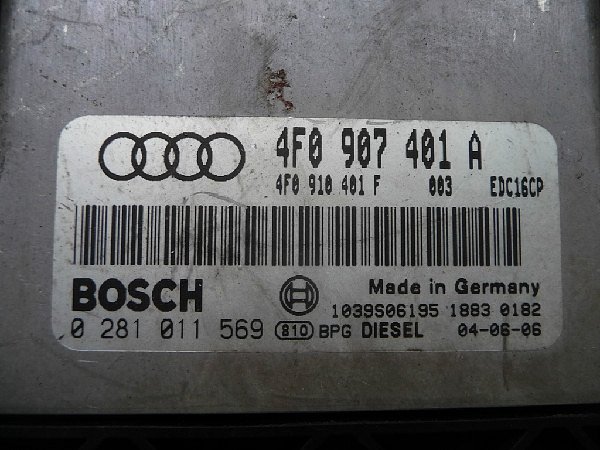 4F0 907 401 A
4F0 910 401 F 003 EDC16CP
BOSCH Made in Germany
1039S06195 1883 0182
0 281 011 569 810 BPG DIESEL 04-06-06